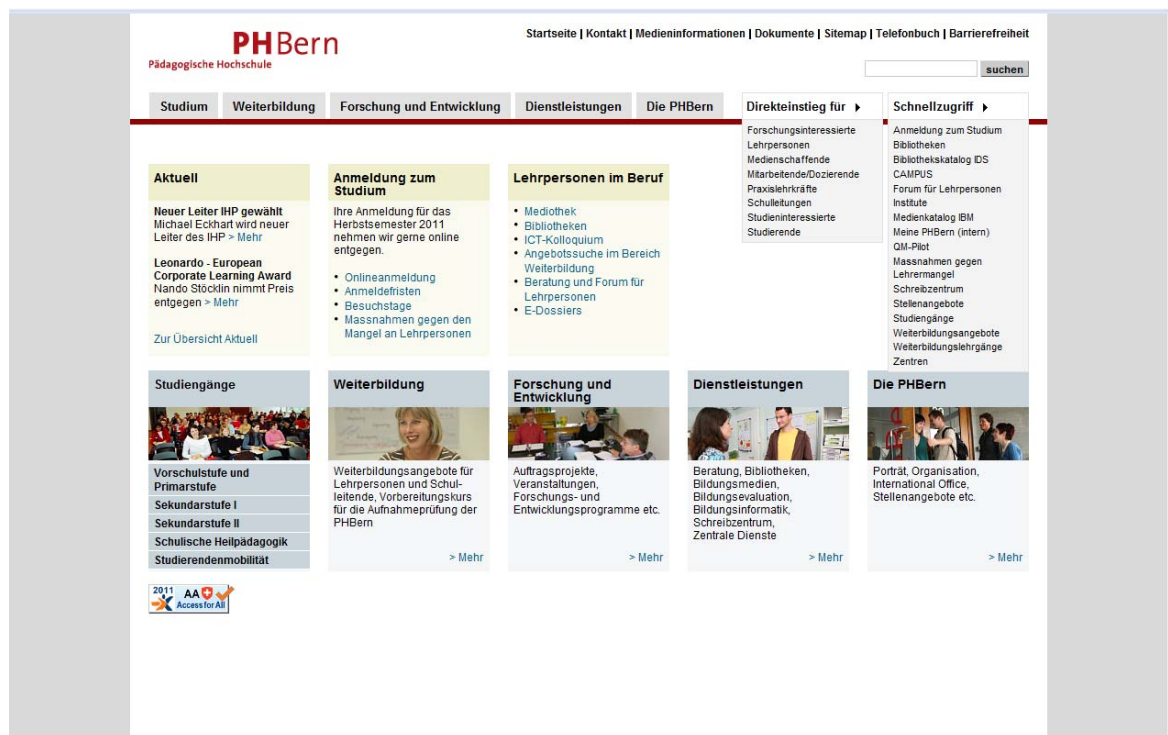 PHBern
Pädagogische Hochschule
Startseite | Kontakt | Medieninformationen | Dokumente | Sitemap | Telefonbuch | Barrierefreiheit
suchen
Studium Weiterbildung Forschung und Entwicklung Dienstleistungen Die PHBern
Direkteinstieg für
Forschungsinteressierte
Lehrpersonen
Medienschaffende
Mitarbeitende/Dozierende
Praxislehrkräfte
Schulleitungen
Studieninteressierte
Studierende
Schnellzugriff
Anmeldung zum Studium
Bibliotheken
Bibliothekskatalog IDS
CAMPUS
Forum für Lehrpersonen
Institute
Medienkatalog IBM
Meine PHBern (intern)
QM-Pilot
Massnahmen gegen
Lehrermangel
Schreibzentrum
Stellenangebote
Studiengänge
Weiterbildungsangebote
Weiterbildungslehrgänge
Zentren
Aktuell
Neuer Leiter IHP gewählt
Michael Eckhart wird neuer
Leiter des IHP > Mehr
Leonardo - European
Corporate Learning Award
Nando Stöcklin nimmt Preis
entgegen > Mehr
Zur Übersicht Aktuell
Anmeldung zum
Studium
Ihre Anmeldung für das
Herbstsemester 2011
nehmen wir gerne online
entgegen.
• Onlineanmeldung
• Anmeldefristen
• Besuchstage
• Massnahmen gegen den
Mangel an Lehrpersonen
Lehrpersonen im Beruf
• Mediothek
• Bibliotheken
• ICT-Kolloquium
• Angebotssuche im Bereich
Weiterbildung
• Beratung und Forum für
Lehrpersonen
• E-Dossiers
Studiengänge
Vorschulstufe und
Primarstufe
Sekundarstufe I
Sekundarstufe II
Schulische Heilpädagogik
Studierendenmobilität
Weiterbildung
Weiterbildungsangebote für
Lehrpersonen und Schul-
leitende, Vorbereitungskurs
für die Aufnahmeprüfung der
PHBern
> Mehr
Forschung und
Entwicklung
Auftragsprojekte,
Veranstaltungen,
Forschungs- und
Entwicklungsprogramme etc.
> Mehr
Dienstleistungen
Beratung, Bibliotheken,
Bildungsmedien,
Bildungsevaluation,
Bildungsinformatik,
Schreibzentrum,
Zentrale Dienste
> Mehr
Die PHBern
Porträt, Organisation,
International Office,
Stellenangebote etc.
> Mehr
2011 AA
Access for All